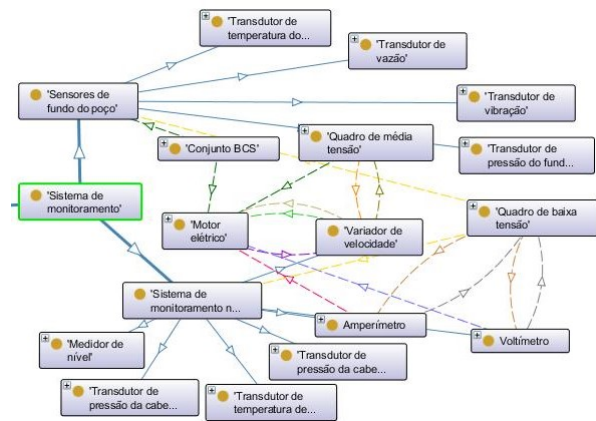 'Transdutor de
temperatura do...
'Transdutor de
vazão'
'Sensores de
fundo do poço'
'Transdutor de
vibração'
'Conjunto BCS'
'Quadro de média
tensão'
'Transdutor de
pressão do fund...
'Sistema de
monitoramento'
'Motor
elétrico'
'Variador de
velocidade'
'Quadro de baixa
tensão'
'Sistema de
monitoramento n...
Amperímetro
Voltímetro
'Medidor de
nível'
'Transdutor de
pressão da cabe...
'Transdutor de
pressão da cabe...
'Transdutor de
temperatura de...